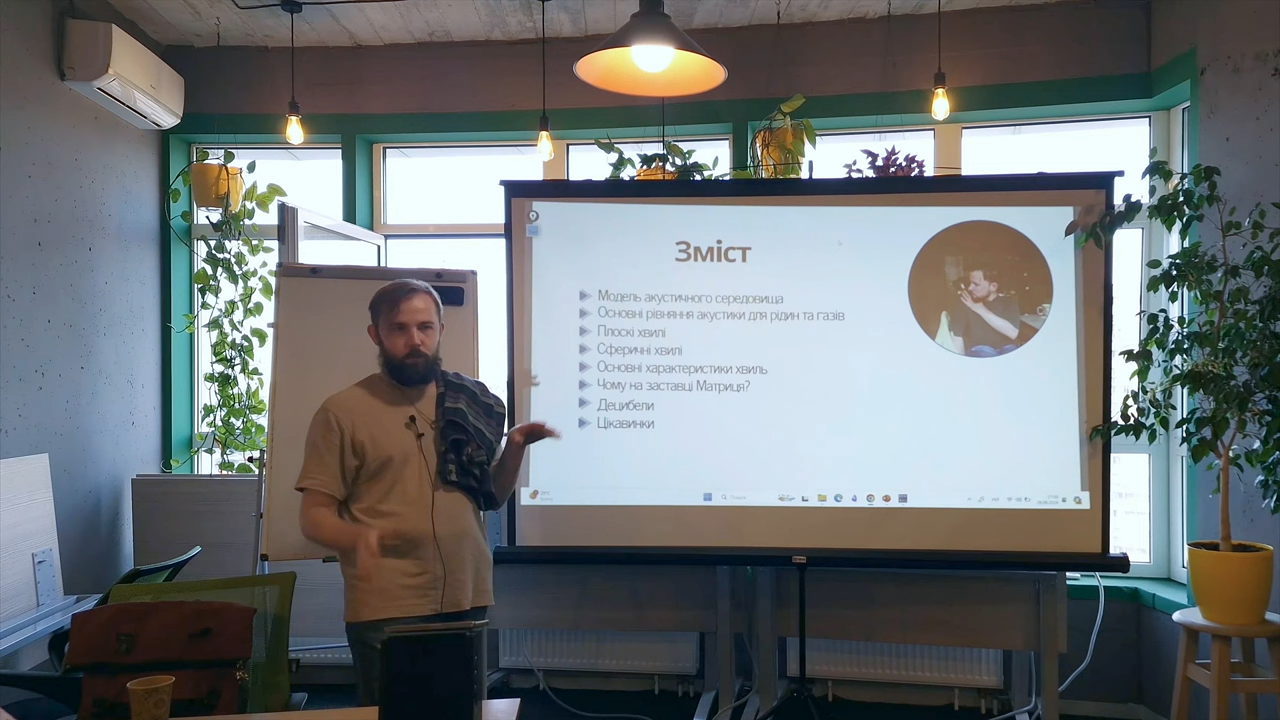 Зміст
Модель акустичного середовища
Основні рівняння акустики для рідин та газів
Плоскі хвилі
Сферичні хвилі
Основні характеристики хвиль
Чому на заставці Матриця?
Децибели
Цікавинки